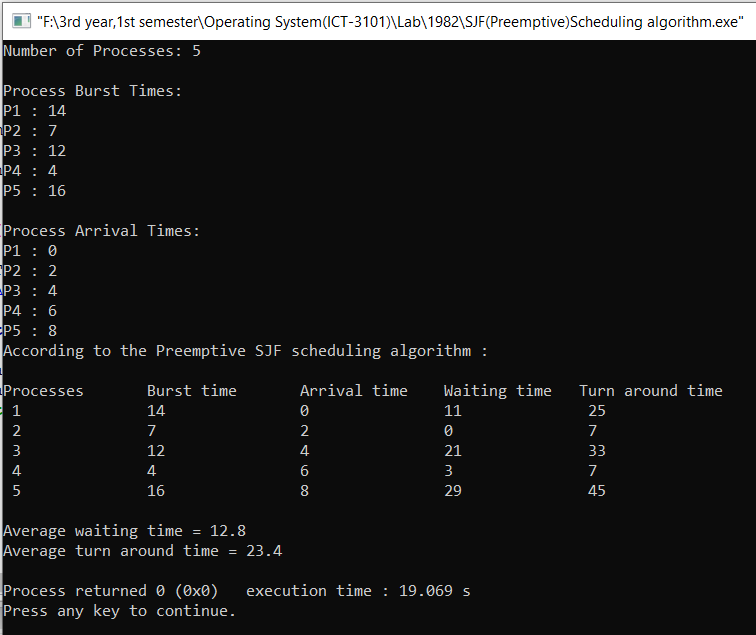 "F:\3rd year,1st semester\Operating System(ICT-3101)\Lab\1982\SJF(Preemptive)Scheduling algorithm.exe"
Number of Processes: 5
Process Burst Times:
P1 : 14
P2 : 7
P3 : 12
P4 : 4
P5 : 16
Process Arrival Times:
P1 : 0
P2 : 2
P3 : 4
P4 : 6
P5 : 8
According to the Preemptive SJF scheduling algorithm :
Processes Burst time Arrival time Waiting time Turn around time
1 14 0 11 25
2 7 2 0 7
3 12 4 21 33
4 4 6 3 7
5 16 8 29 45
Average waiting time = 12.8
Average turn around time = 23.4
Process returned 0 (0x0) execution time : 19.069 s
Press any key to continue.